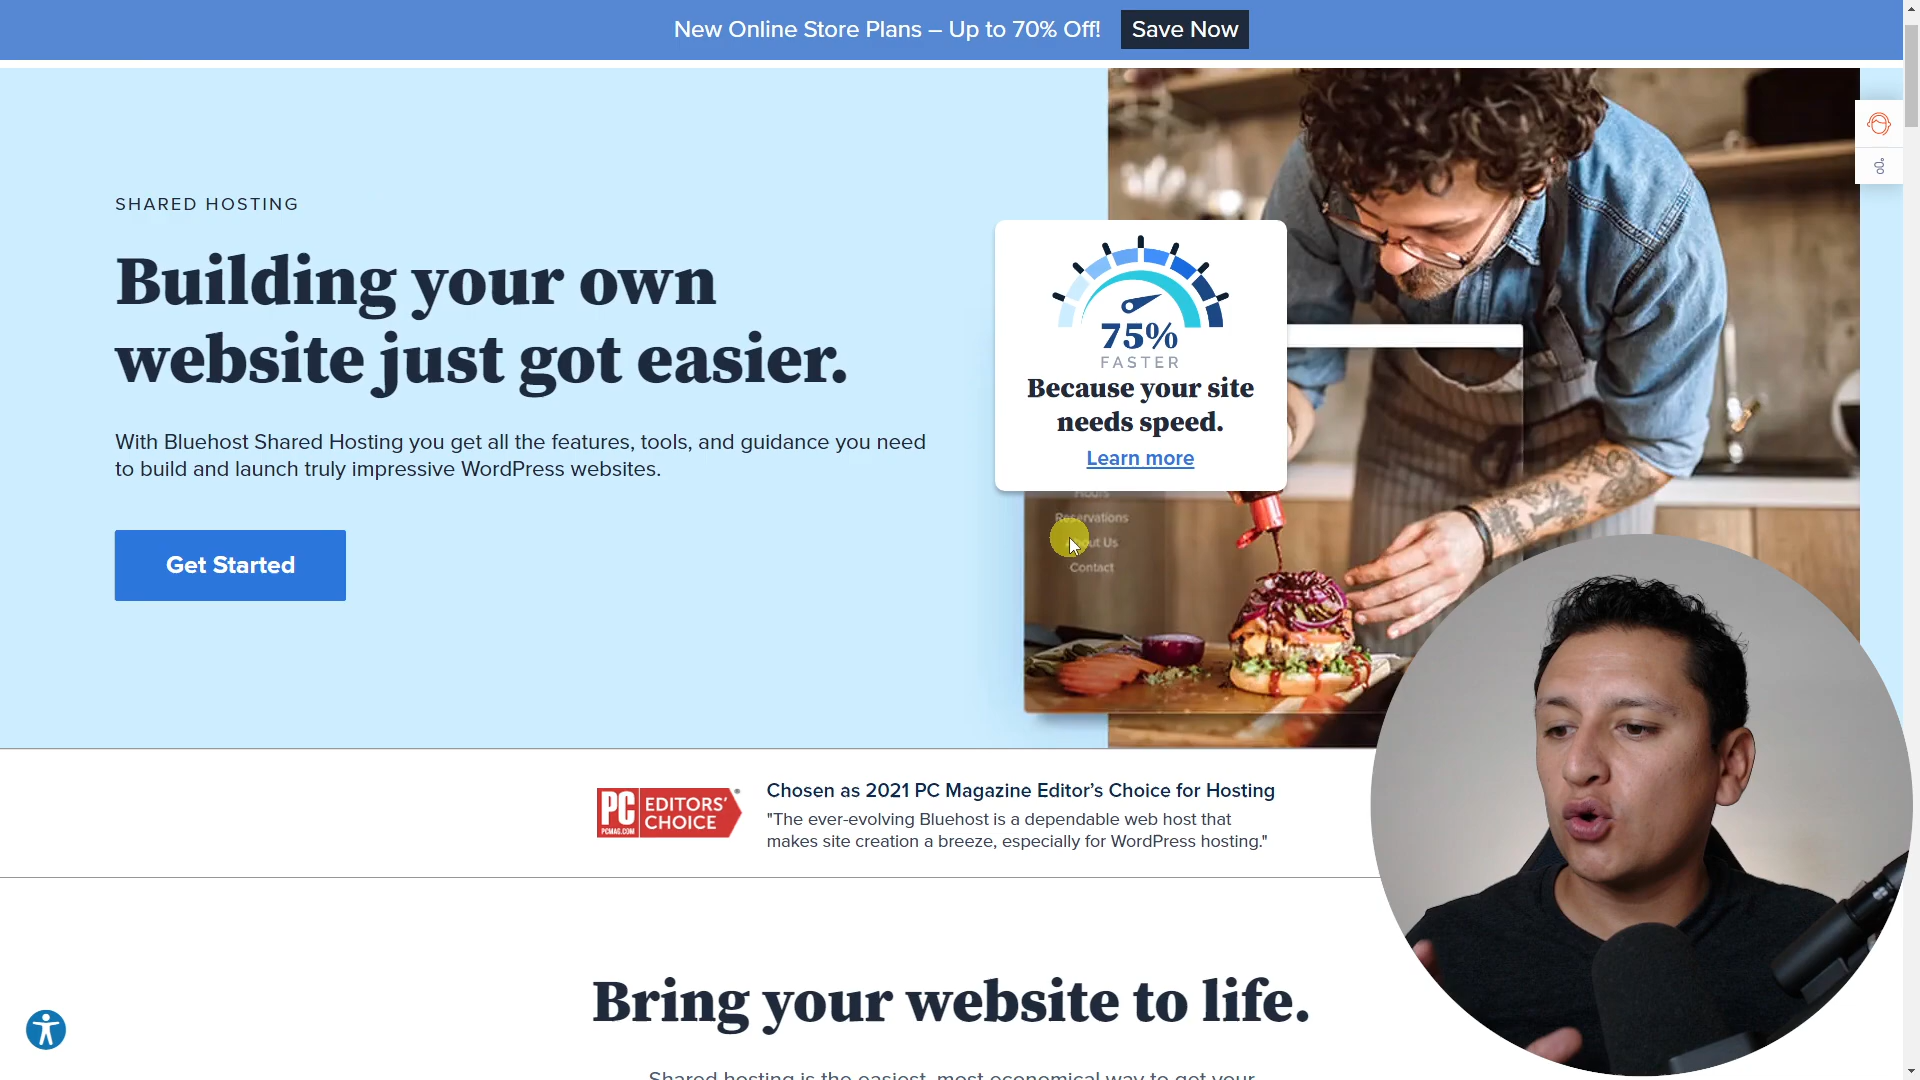 New Online Store Plans – Up to 70% Off! Save Now
SHARED HOSTING
Building your own
website just got easier.
With Bluehost Shared Hosting you get all the features, tools, and guidance you need
to build and launch truly impressive WordPress websites.
Get Started
75%
FASTER
Because your site
needs speed.
Learn more
Hours
Reservations
About Us
Contact
PC EDITORS'
CHOICE
PCMAG.COM
Chosen as 2021 PC Magazine Editor's Choice for Hosting
"The ever-evolving Bluehost is a dependable web host that
makes site creation a breeze, especially for WordPress hosting."
Bring your website to life.
Shared hosting is the easiest, most economical way to get your